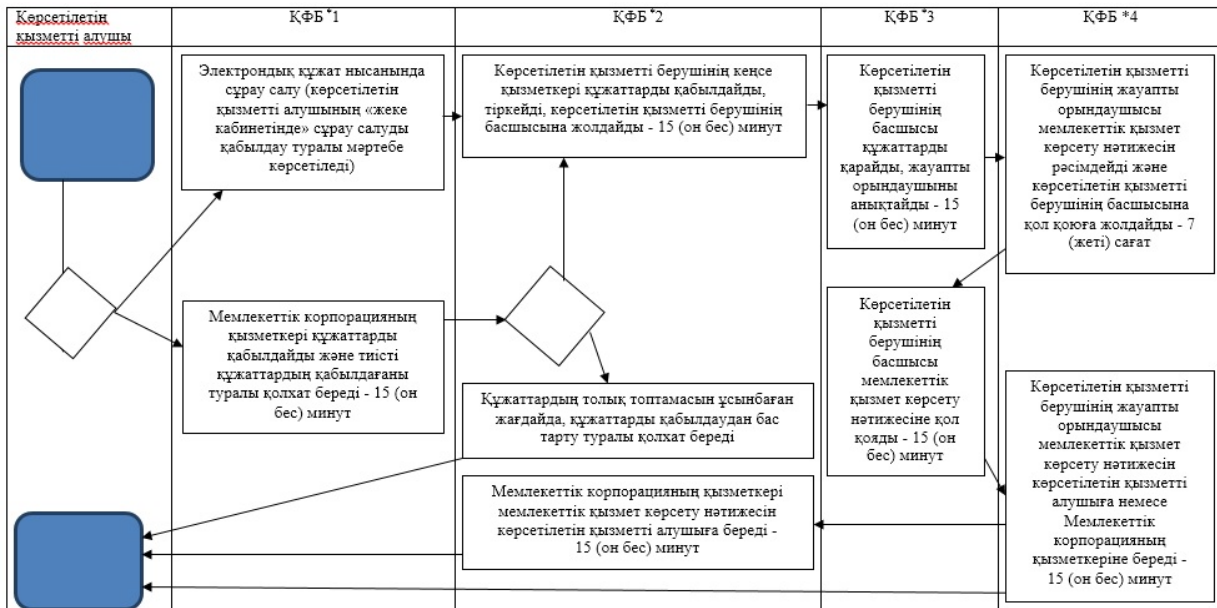 Көрсетілетін
қызметті алушы
ҚФБ *1
ҚФБ *2
ҚФБ *3
ҚФБ *4
Электрондық құжат нысанында
сұрау салу (көрсетілетін
қызметті алушының «жеке
кабинетінде» сұрау салуды
қабылдау туралы мәртебе
көрсетіледі)
Көрсетілетін қызметті берушінің кеңсе
қызметкері құжаттарды қабылдайды,
тіркейді, көрсетілетін қызметті берушінің
басшысына жолдайды - 15 (он бес) минут
Көрсетілетін
қызметті
берушінің
басшысы
құжаттарды
қарайды, жауапты
орындаушыны
анықтайды - 15
(он бес) минут
Көрсетілетін қызметті
берушінің жауапты
орындаушысы
мемлекеттік қызмет
көрсету нәтижесін
рәсімдейді және
көрсетілетін қызметті
берушінің басшысына
қол қоюға жолдайды - 7
(жеті) сағат
Мемлекеттік корпорацияның
қызметкері құжаттарды
қабылдайды және тиісті
құжаттардың қабылдағаны
туралы қолхат береді - 15 (он
бес) минут
Құжаттардың толық топтамасын ұсынбаған
жағдайда, құжаттарды қабылдаудан бас
тарту туралы қолхат береді
Мемлекеттік корпорацияның қызметкері
мемлекеттік қызмет көрсету нәтижесін
көрсетілетін қызметті алушыға береді -
15 (он бес) минут
Көрсетілетін
қызметті
берушінің
басшысы
мемлекеттік
қызмет көрсету
нәтижесіне қол
қояды - 15 (он
бес) минут
Көрсетілетін қызметті
берушінің жауапты
орындаушысы
мемлекеттік қызмет
көрсету нәтижесін
көрсетілетін қызметті
алушыға немесе
Мемлекеттік
корпорацияның
қызметкеріне береді -
15 (он бес) минут